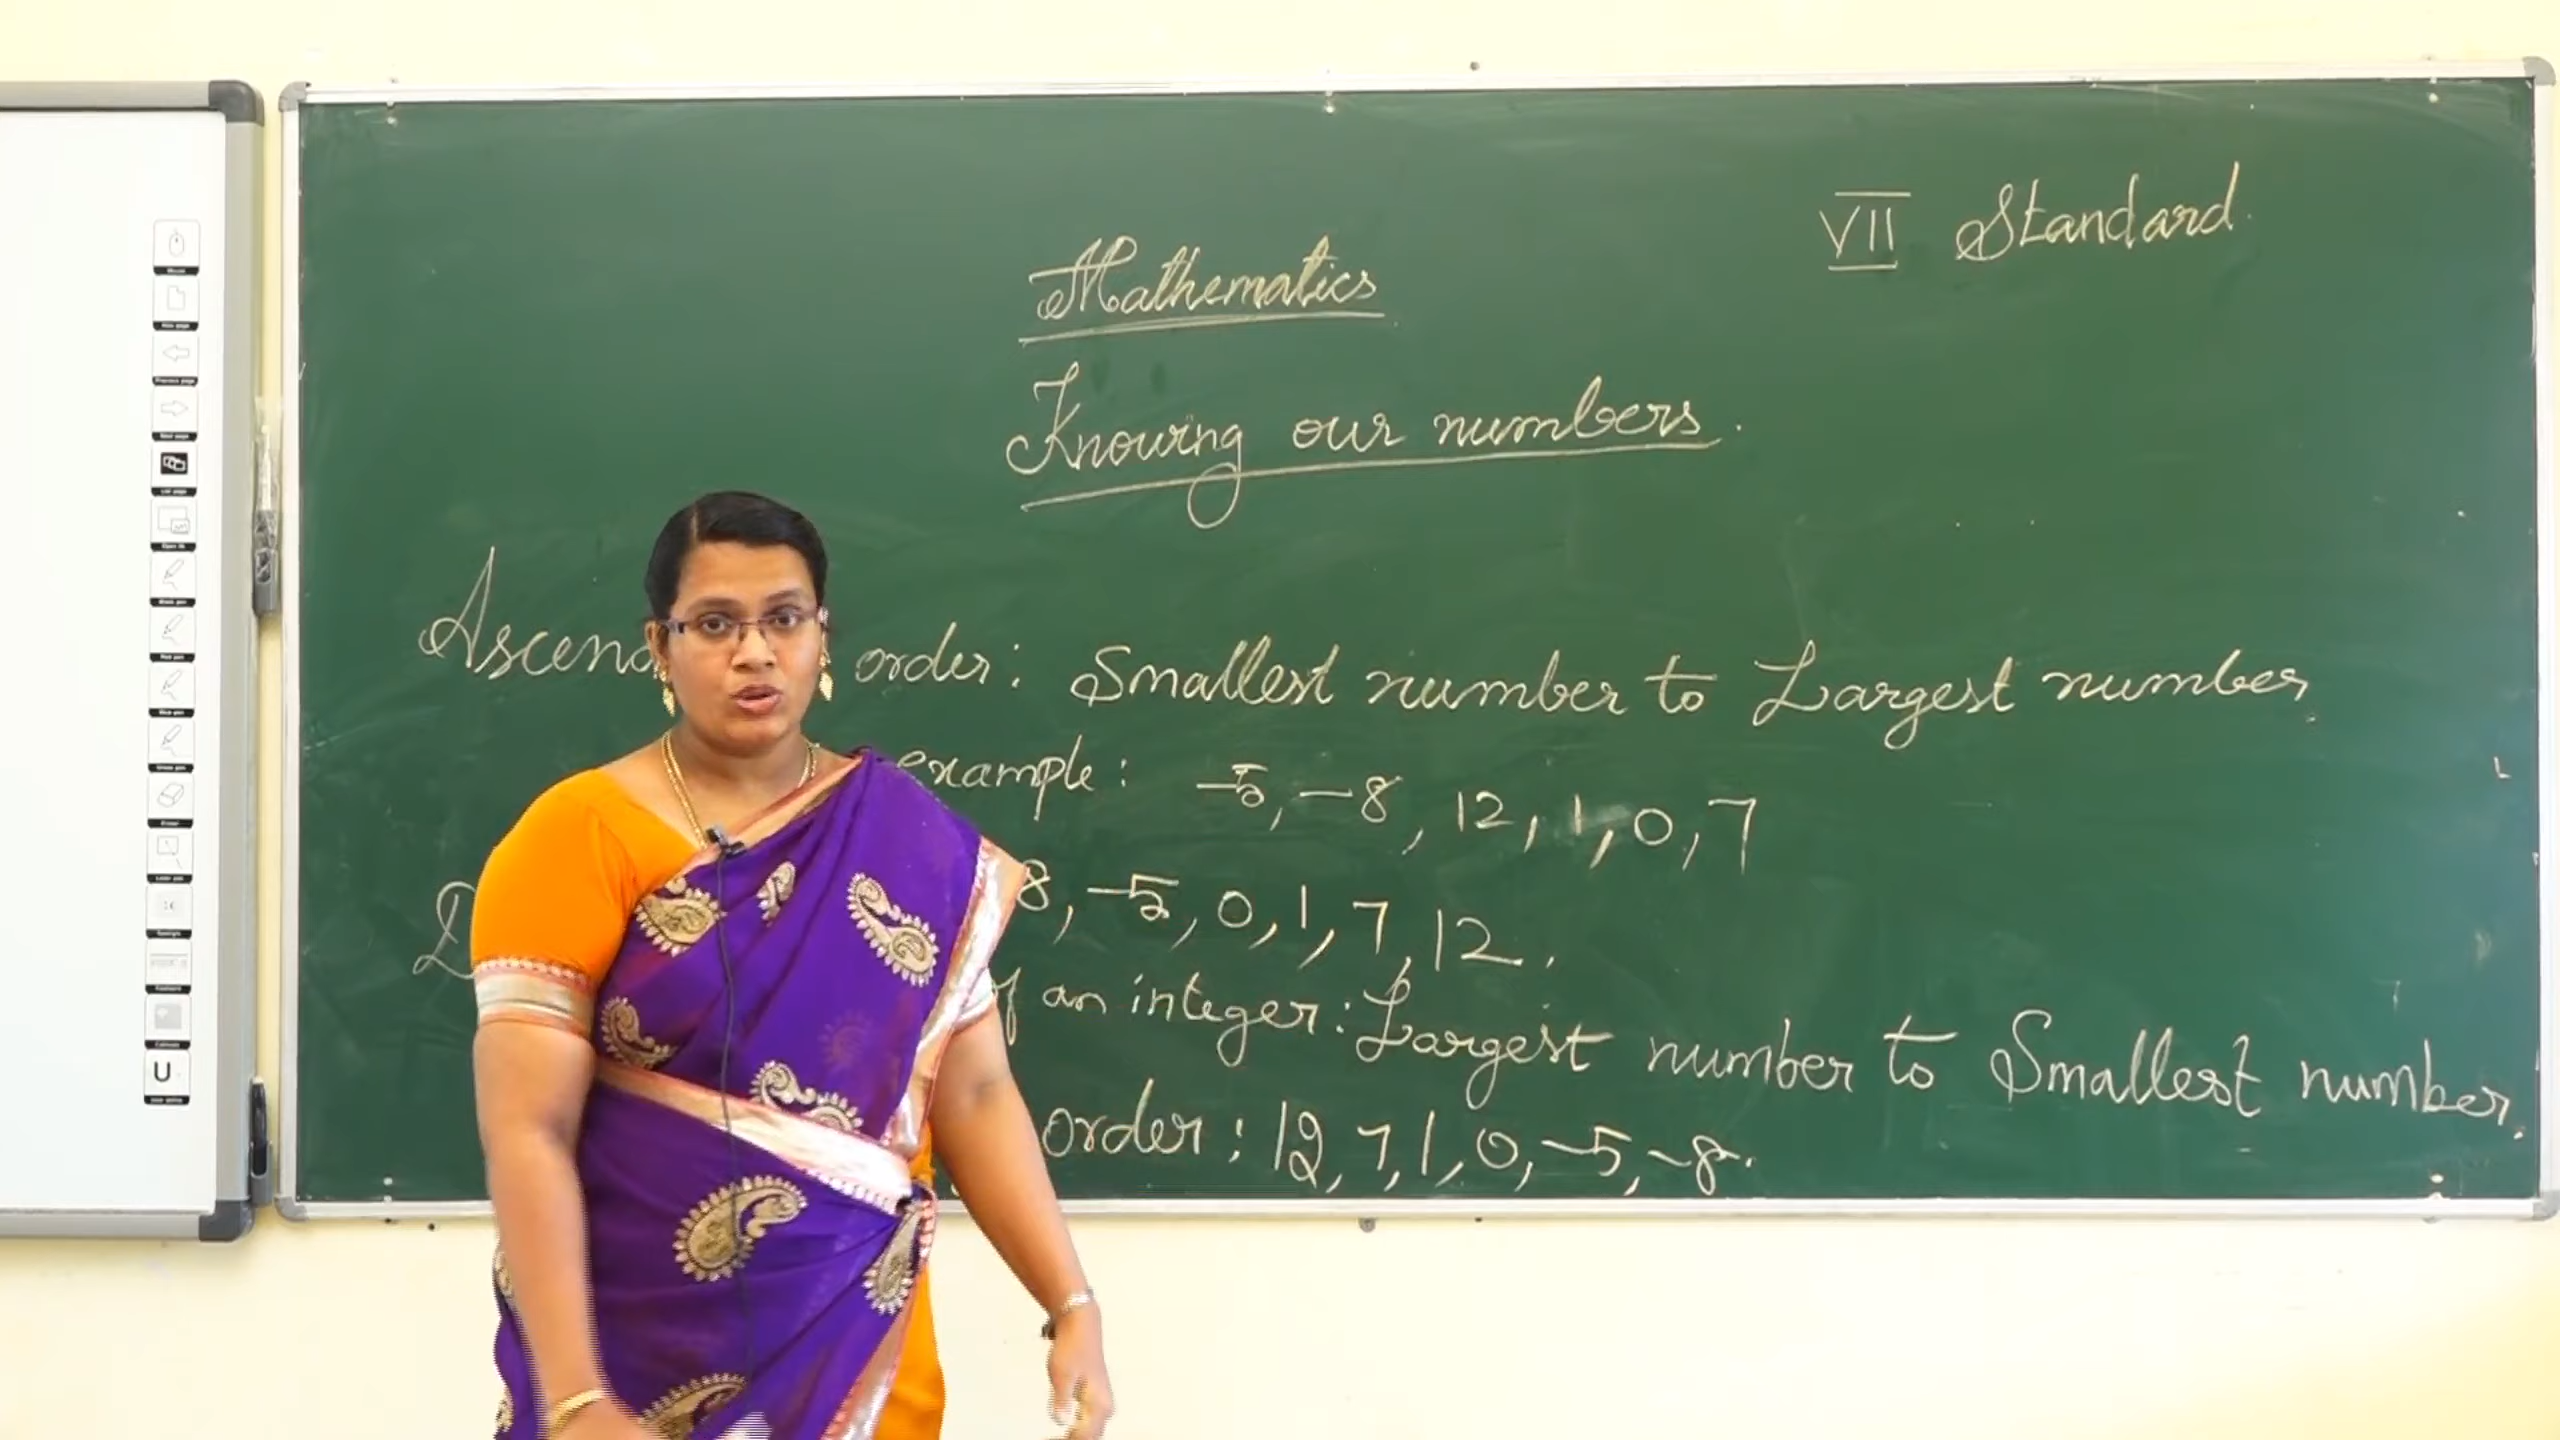 VII Standard.
Mathematics
Knowing our numbers.
order: Smallest number to Largest number
example: -5, -8, 12, 1, 0, 7
8, -5, 0, 1, 7, 12.
an integer: Largest number to Smallest number.
order: 12, 7, 1, 0, -5, -8.
U